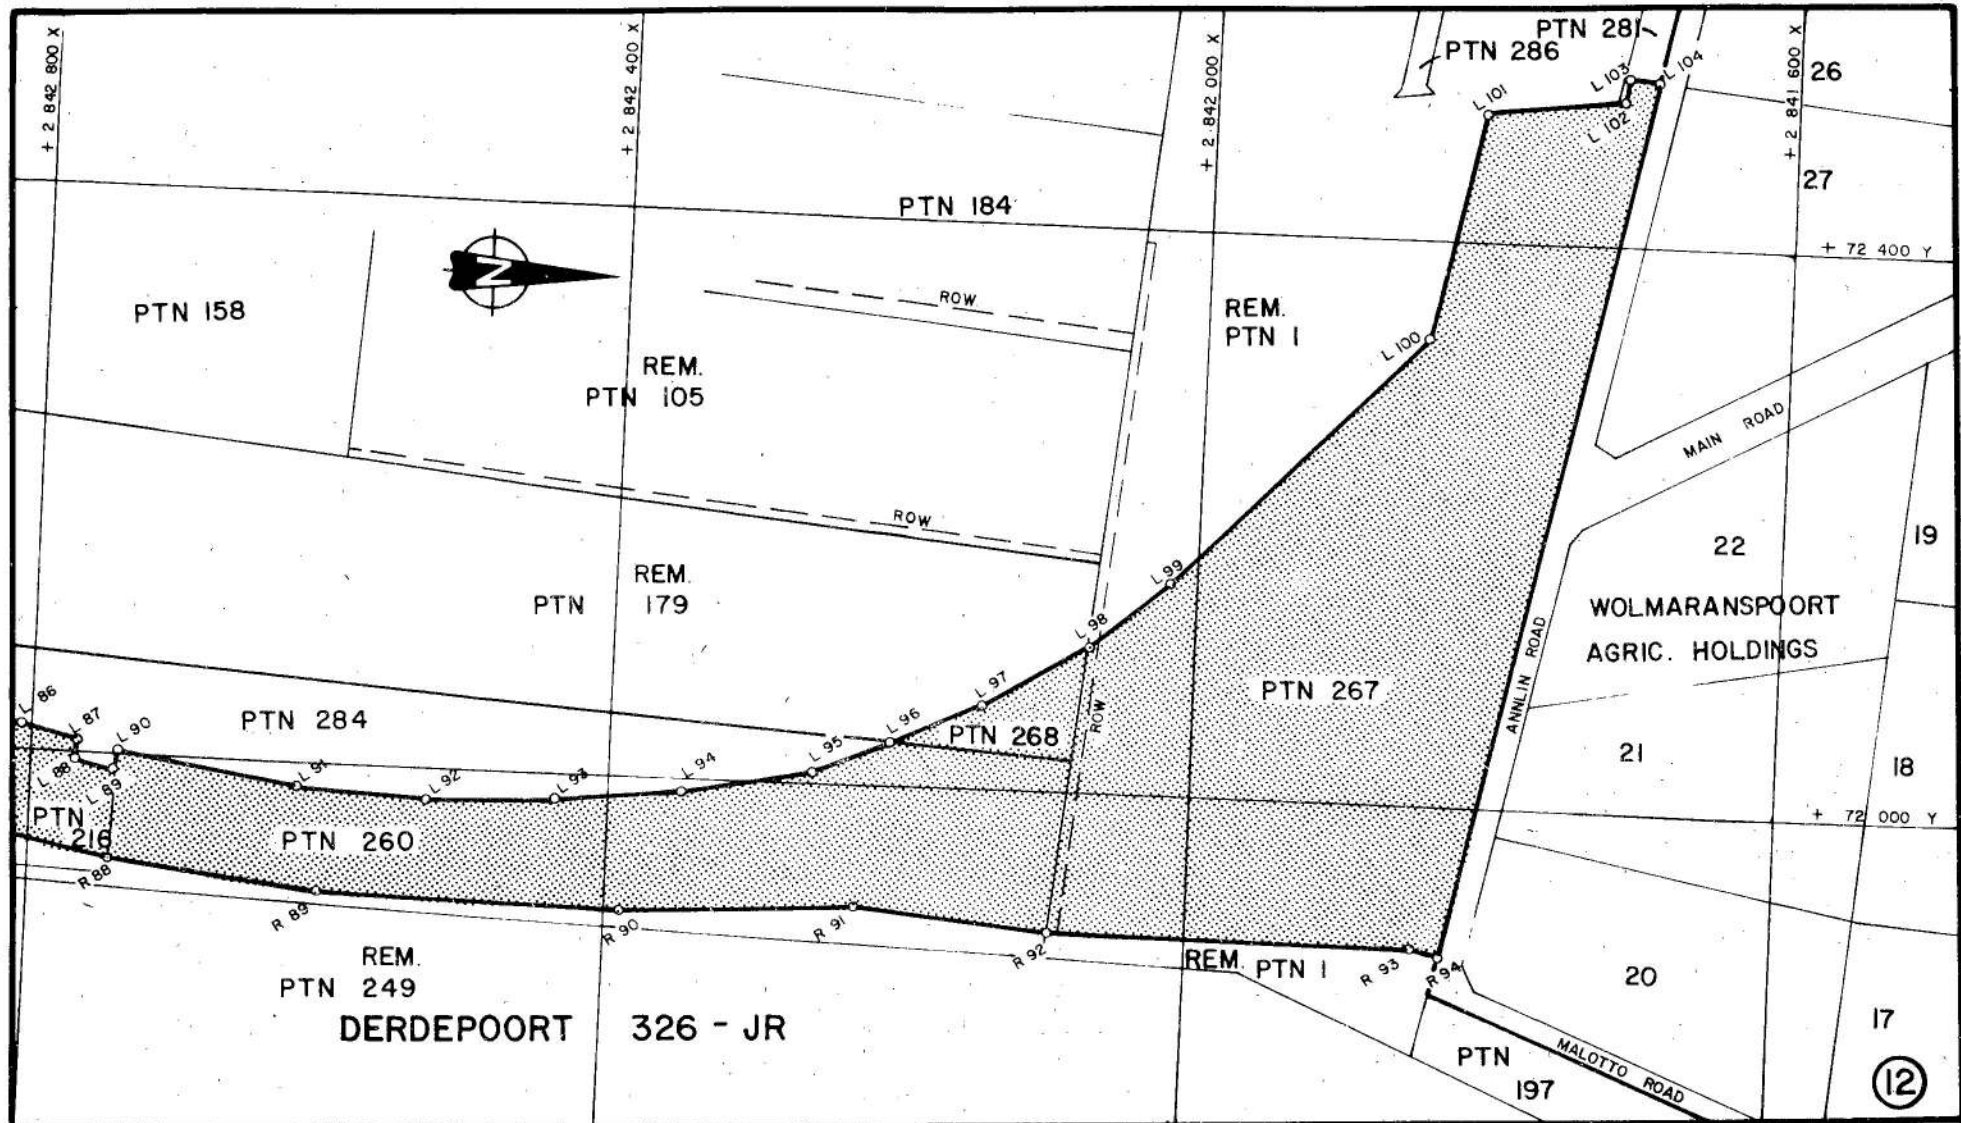 + 2 842 800 X
+ 2 842 400 X
+ 2 842 000 X
+ 2 841 600 X
PTN 281
PTN 286
L 103
L 104
L 101
L 102
26
27
PTN 184
+ 72 400 Y
N
PTN 158
ROW
REM.
PTN 1
L 100
REM.
PTN 105
MAIN ROAD
ROW
22
19
REM.
PTN 179
L 99
L 98
WOLMARANSPOORT
AGRIC. HOLDINGS
ANNLIN ROAD
L 97
PTN 267
L 86
L 87
L 90
PTN 284
L 96
PTN 268
ROW
L 95
L 88
L 89
L 91
L 92
L 93
L 94
21
18
PTN
216
PTN 260
+ 72 000 Y
R 88
R 89
R 90
R 91
R 92
R 93
R 94
REM.
PTN 249
REM. PTN 1
20
DERDEPOORT 326 - JR
17
PTN
197
MALOTTO ROAD
12